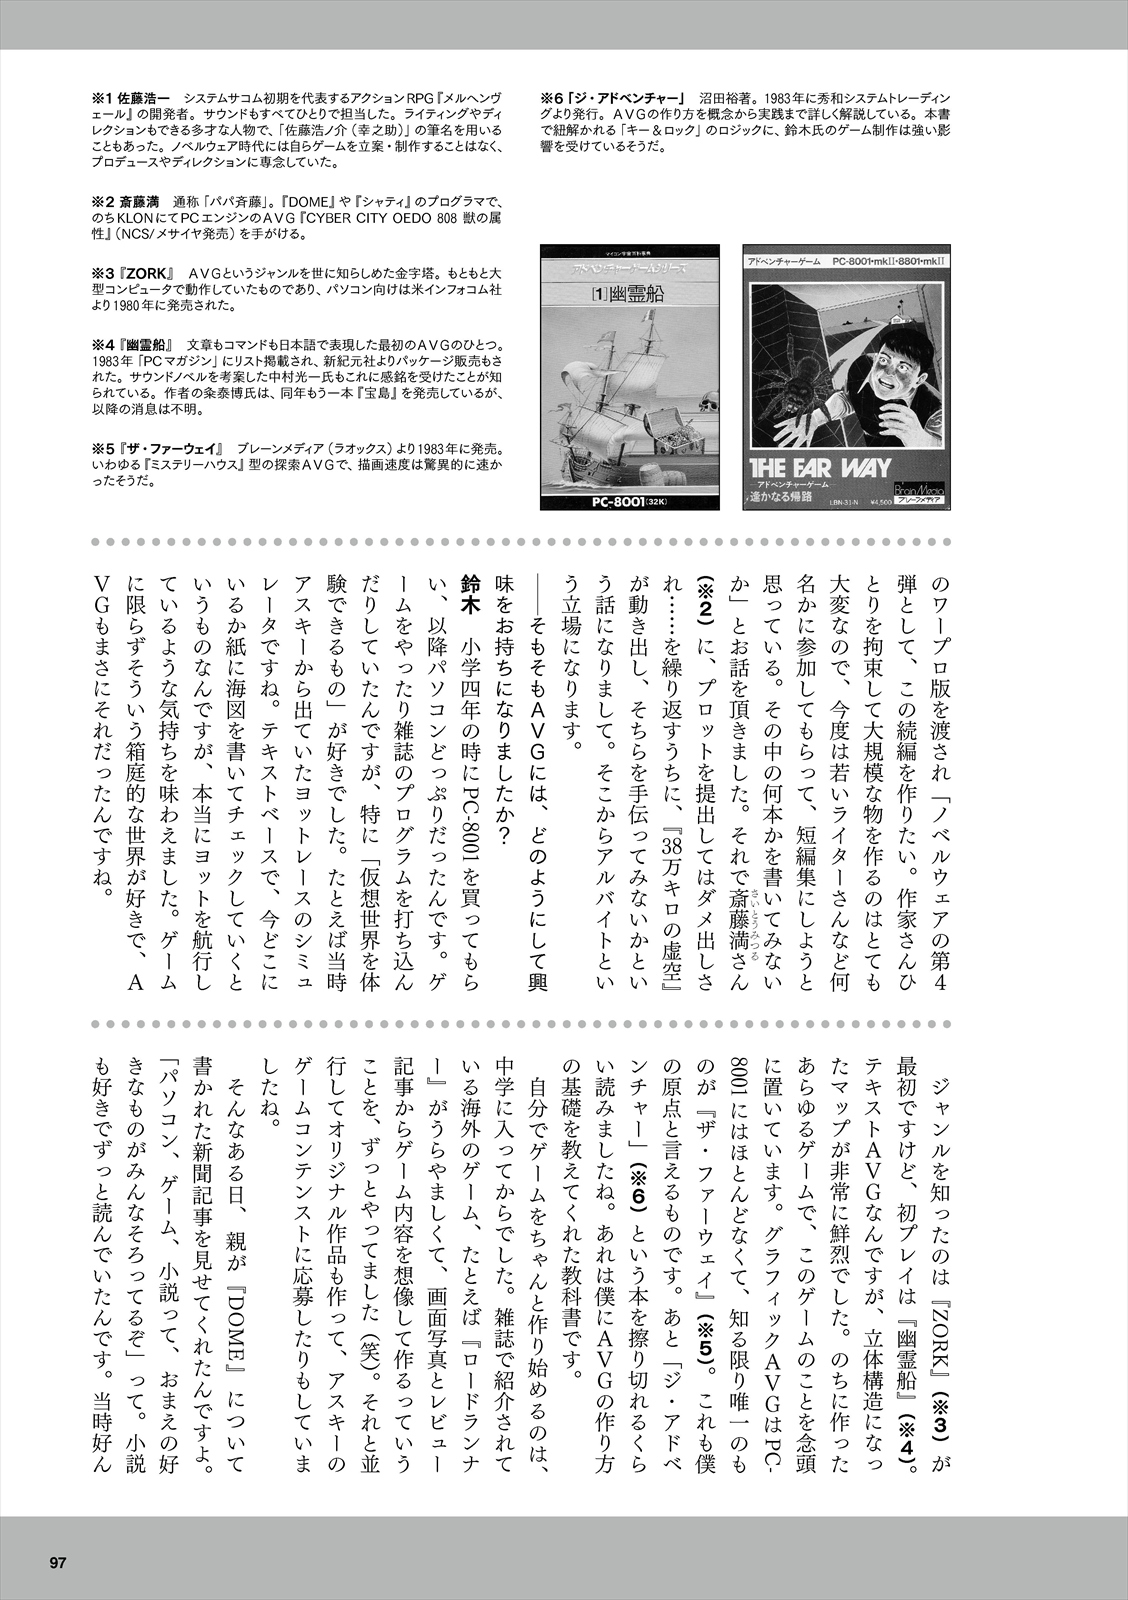 ※1 佐藤浩一　システムサコム初期を代表するアクションRPG『メルヘンヴ
ェール』の開発者。サウンドもすべてひとりで担当した。ライティングやディ
レクションもできる多才な人物で、「佐藤浩ノ介（幸之助）」の筆名を用いる
こともあった。ノベルウェア時代には自らゲームを立案・制作することはなく、
プロデュースやディレクションに専念していた。
※2 斎藤満　通称「パパ斉藤」。『DOME』や『シャティ』のプログラマで、
のちKLONにてPCエンジンのAVG『CYBER CITY OEDO 808 獣の属
性』（NCS/メサイヤ発売）を手がける。
※3『ZORK』　AVGというジャンルを世に知らしめた金字塔。もともと大
型コンピュータで動作していたものであり、パソコン向けは米インフォコム社
より1980年に発売された。
※4『幽霊船』　文章もコマンドも日本語で表現した最初のAVGのひとつ。
1983年「PCマガジン」にリスト掲載され、新紀元社よりパッケージ販売もさ
れた。サウンドノベルを考案した中村光一氏もこれに感銘を受けたことが知
られている。作者の粂泰博氏は、同年もう一本『宝島』を発売しているが、
以降の消息は不明。
※5『ザ・ファーウェイ』　ブレーンメディア（ラオックス）より1983年に発売。
いわゆる『ミステリーハウス』型の探索AVGで、描画速度は驚異的に速か
ったそうだ。
※6「ジ・アドベンチャー」　沼田裕著。1983年に秀和システムトレーディン
グより発行。AVGの作り方を概念から実践まで詳しく解説している。本書
で紐解かれる「キー＆ロック」のロジックに、鈴木氏のゲーム制作は強い影
響を受けているそうだ。
アドベンチャーゲームシリーズ
[1]幽霊船
PC-8001(32K)
アドベンチャーゲーム　PC-8001・mkII・8801・mkII
THE FAR WAY
アドベンチャーゲーム
遥かなる帰路
LBN-31-N　¥4,500
Brain Media
ブレーンメディア
のワープロ版を渡され「ノベルウェアの第4
弾として、この続編を作りたい。作家さんひ
とりを拘束して大規模な物を作るのはとても
大変なので、今度は若いライターさんなど何
名かに参加してもらって、短編集にしようと
思っている。その中の何本かを書いてみない
か」とお話を頂きました。それで斎藤満さん
さいとうみつる
（※2）に、プロットを提出してはダメ出しさ
れ……を繰り返すうちに、『38万キロの虚空』
が動き出し、そちらを手伝ってみないかとい
う話になりまして。そこからアルバイトとい
う立場になります。
――そもそもAVGには、どのようにして興
味をお持ちになりましたか？
鈴木　小学四年の時にPC-8001を買ってもら
い、以降パソコンどっぷりだったんです。ゲ
ームをやったり雑誌のプログラムを打ち込ん
だりしていたんですが、特に「仮想世界を体
験できるもの」が好きでした。たとえば当時
アスキーから出ていたヨットレースのシミュ
レータですね。テキストベースで、今どこに
いるか紙に海図を書いてチェックしていくと
いうものなんですが、本当にヨットを航行し
ているような気持ちを味わえました。ゲーム
に限らずそういう箱庭的な世界が好きで、A
VGもまさにそれだったんですね。
ジャンルを知ったのは『ZORK』（※3）が
最初ですけど、初プレイは『幽霊船』（※4）。
テキストAVGなんですが、立体構造になっ
たマップが非常に鮮烈でした。のちに作った
あらゆるゲームで、このゲームのことを念頭
に置いています。グラフィックAVGはPC-
8001にはほとんどなくて、知る限り唯一のも
のが『ザ・ファーウェイ』（※5）。これも僕
の原点と言えるものです。あと「ジ・アドベ
ンチャー」（※6）という本を擦り切れるくら
い読みましたね。あれは僕にAVGの作り方
の基礎を教えてくれた教科書です。
自分でゲームをちゃんと作り始めるのは、
中学に入ってからでした。雑誌で紹介されて
いる海外のゲーム、たとえば『ロードランナ
ー』がうらやましくて、画面写真とレビュー
記事からゲーム内容を想像して作るっていう
ことを、ずっとやってました（笑）。それと並
行してオリジナル作品も作って、アスキーの
ゲームコンテンストに応募したりもしていま
したね。
そんなある日、親が『DOME』について
書かれた新聞記事を見せてくれたんですよ。
「パソコン、ゲーム、小説って、おまえの好
きなものがみんなそろってるぞ」って。小説
も好きでずっと読んでいたんです。当時好ん
97